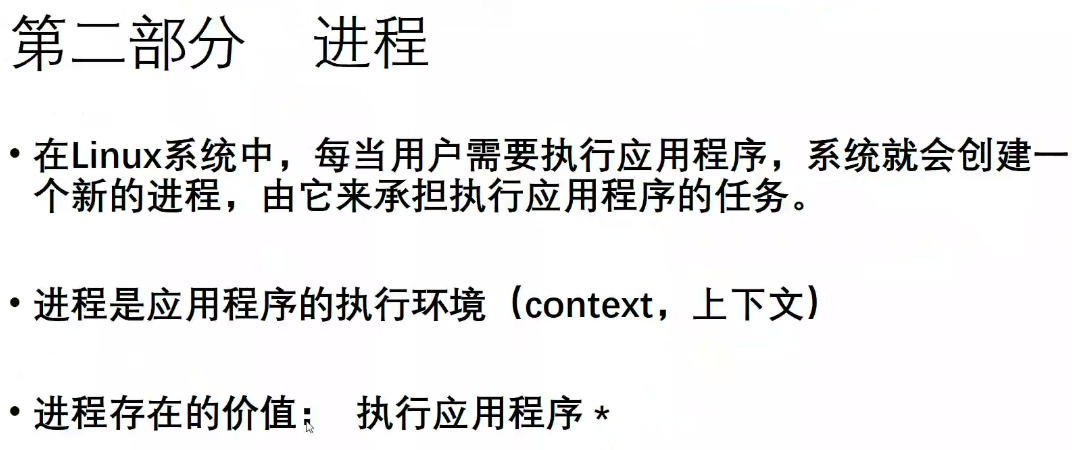 第二部分 进程
• 在Linux系统中，每当用户需要执行应用程序，系统就会创建一
个新的进程，由它来承担执行应用程序的任务。
• 进程是应用程序的执行环境（context，上下文）
• 进程存在的价值： 执行应用程序 *